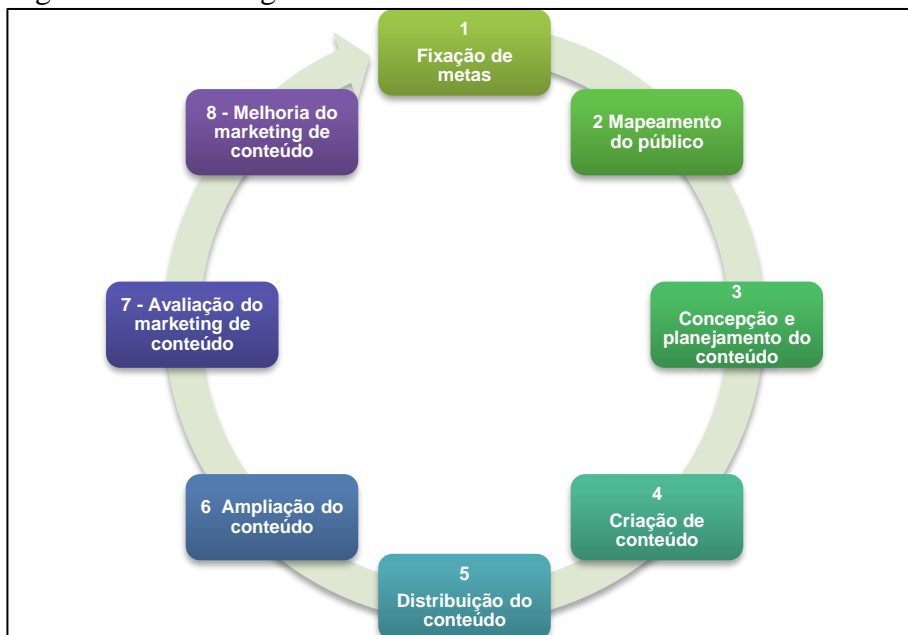 1
Fixação de
metas
2 Mapeamento
do público
3
Concepção e
planejamento do
conteúdo
4
Criação de
conteúdo
5
Distribuição do
conteúdo
6 Ampliação do
conteúdo
7 - Avaliação do
marketing de
conteúdo
8 - Melhoria do
marketing de
conteúdo